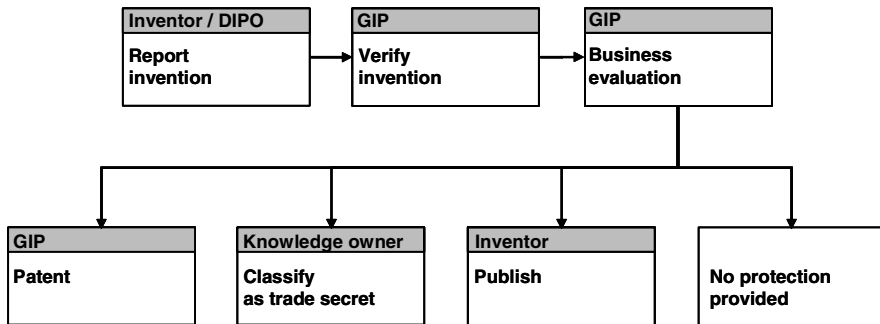 Inventor / DIPO
Report
invention
GIP
Verify
invention
GIP
Business
evaluation
GIP
Patent
Knowledge owner
Classify
as trade secret
Inventor
Publish
No protection
provided